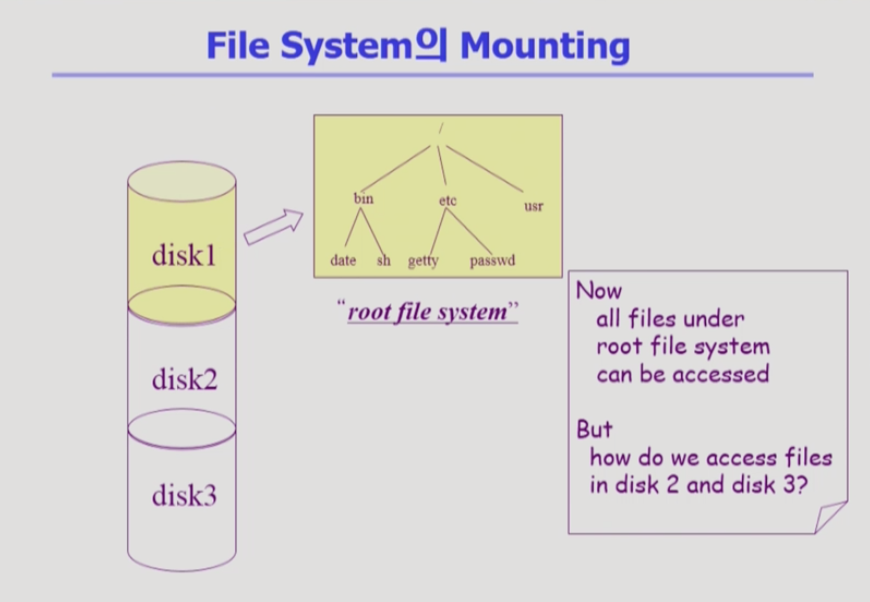 File System의 Mounting
/
bin
etc
usr
date
sh
getty
passwd
disk1
disk2
disk3
“root file system”
Now
all files under
root file system
can be accessed
But
how do we access files
in disk 2 and disk 3?